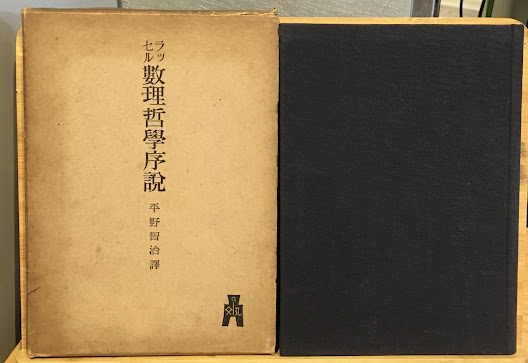 ラッセル
數理哲學序說
平野智治譯